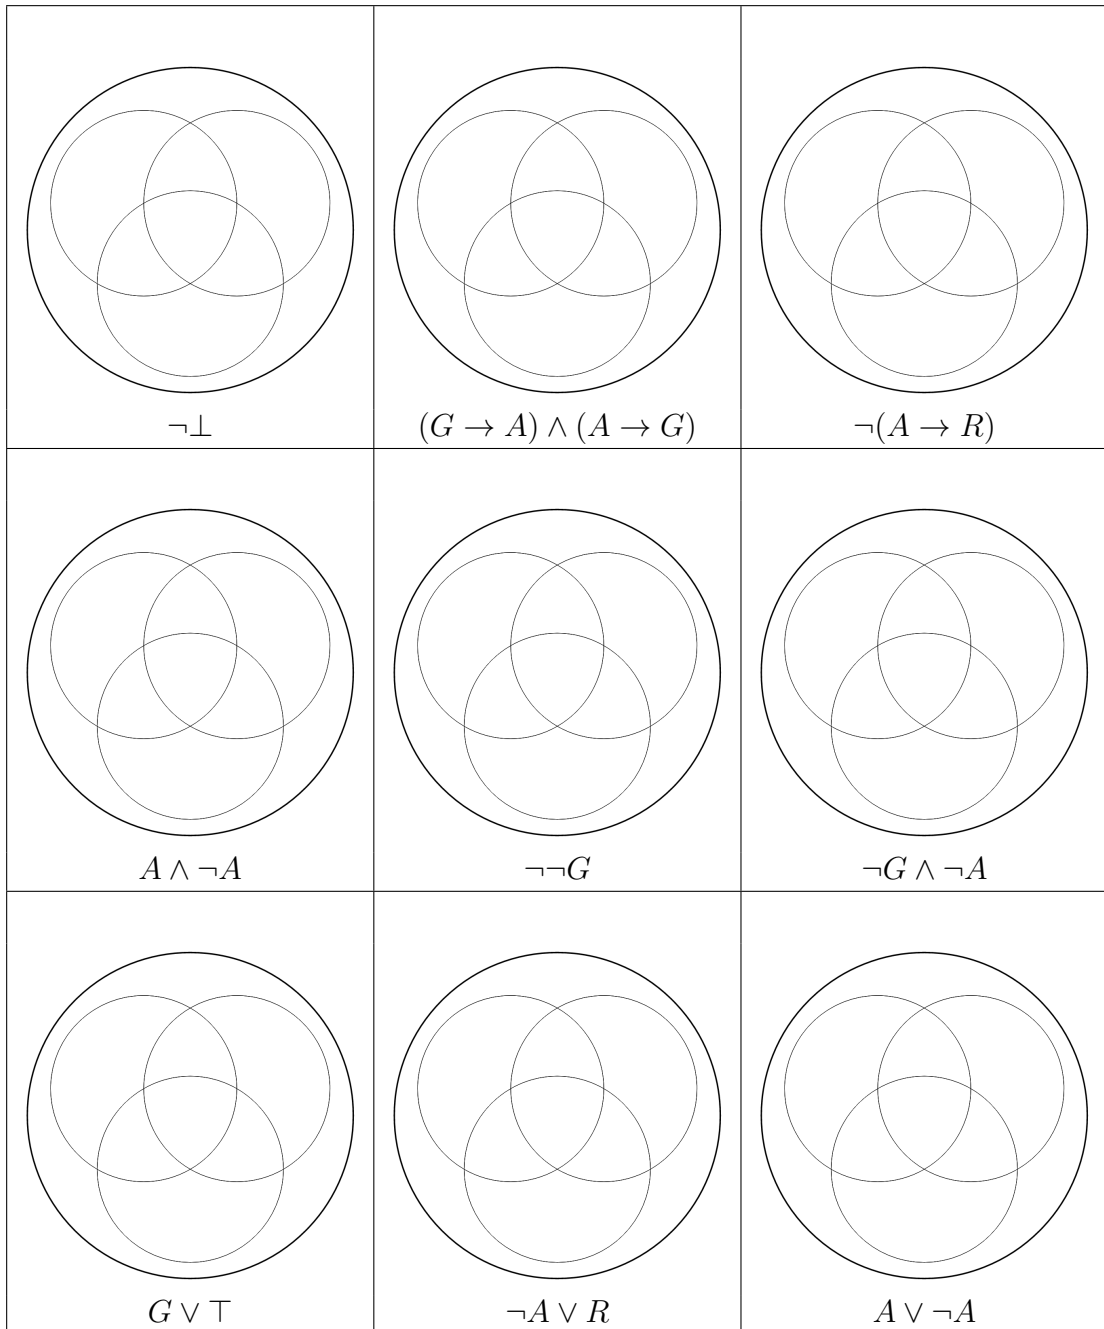 ¬⊥
(G → A) ∧ (A → G)
¬(A → R)
A ∧ ¬A
¬¬G
¬G ∧ ¬A
G ∨ ⊤
¬A ∨ R
A ∨ ¬A